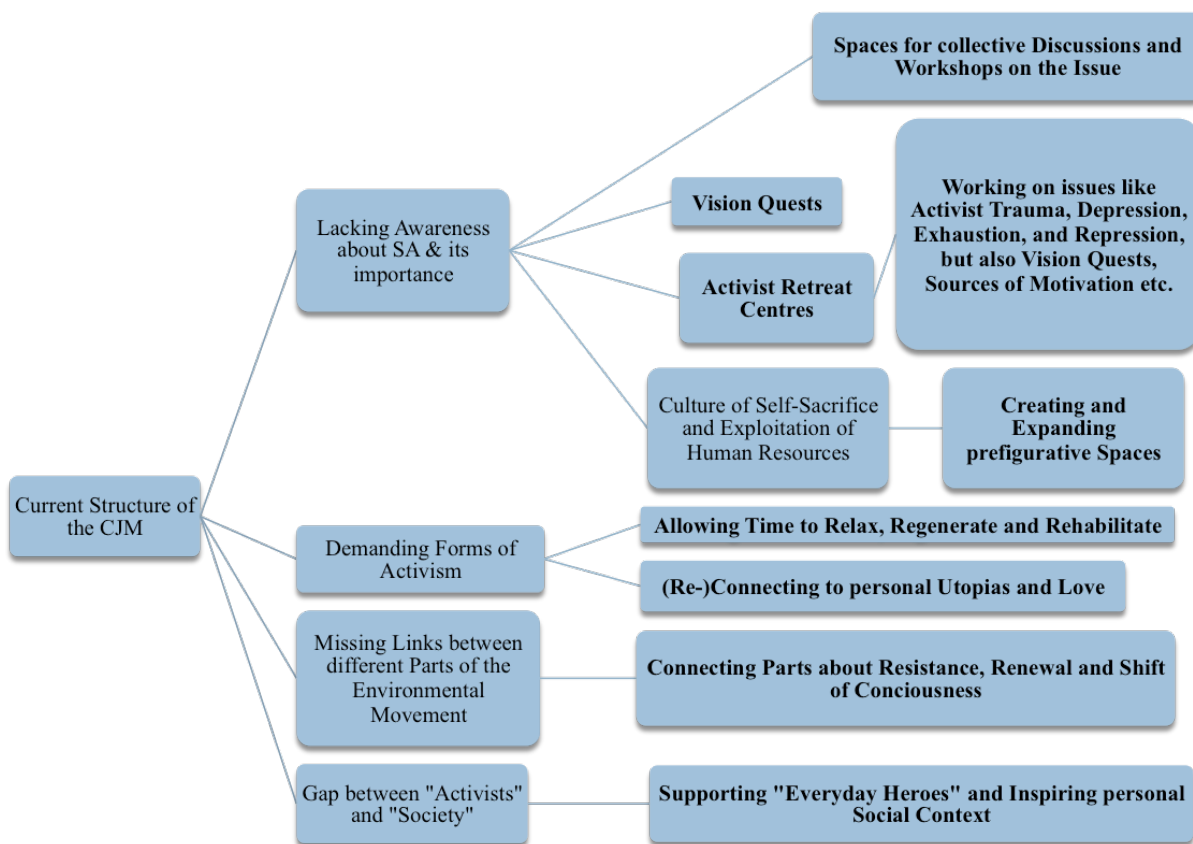 Spaces for collective Discussions and
Workshops on the Issue
Working on issues like
Activist Trauma, Depression,
Exhaustion, and Repression,
but also Vision Quests,
Sources of Motivation etc.
Vision Quests
Lacking Awareness
about SA & its
importance
Activist Retreat
Centres
Culture of Self-Sacrifice
and Exploitation of
Human Resources
Creating and
Expanding
prefigurative Spaces
Current Structure of
the CJM
Allowing Time to Relax, Regenerate and Rehabilitate
Demanding Forms of
Activism
(Re-)Connecting to personal Utopias and Love
Missing Links between
different Parts of the
Environmental
Movement
Connecting Parts about Resistance, Renewal and Shift
of Conciousness
Gap between "Activists"
and "Society"
Supporting "Everyday Heroes" and Inspiring personal
Social Context